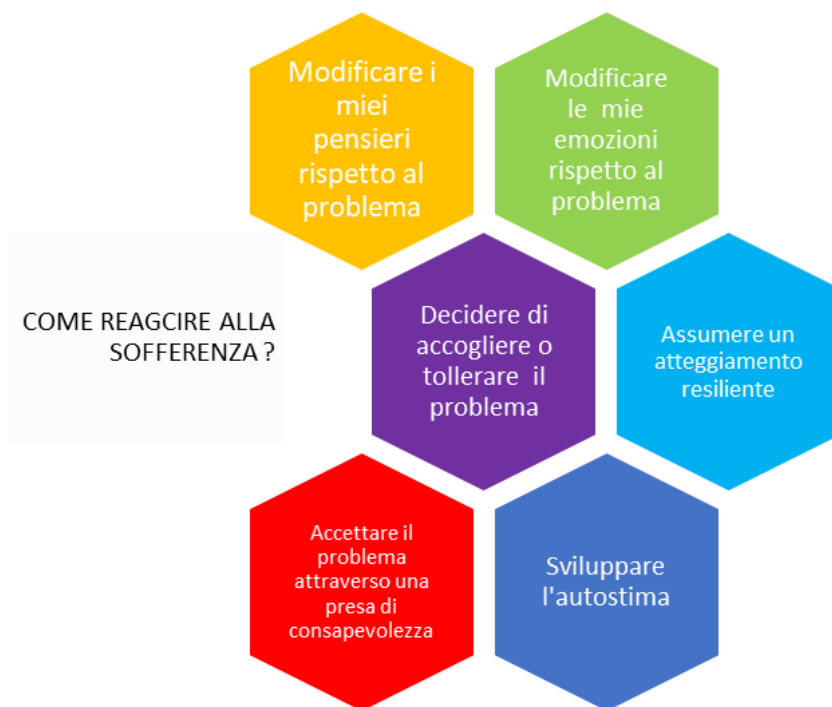 Modificare i
miei
pensieri
rispetto al
problema
Modificare
le mie
emozioni
rispetto al
problema
COME REAGCIRE ALLA
SOFFERENZA ?
Decidere di
accogliere o
tollerare il
problema
Assumere un
atteggiamento
resiliente
Accettare il
problema
attraverso una
presa di
consapevolezza
Sviluppare
l'autostima